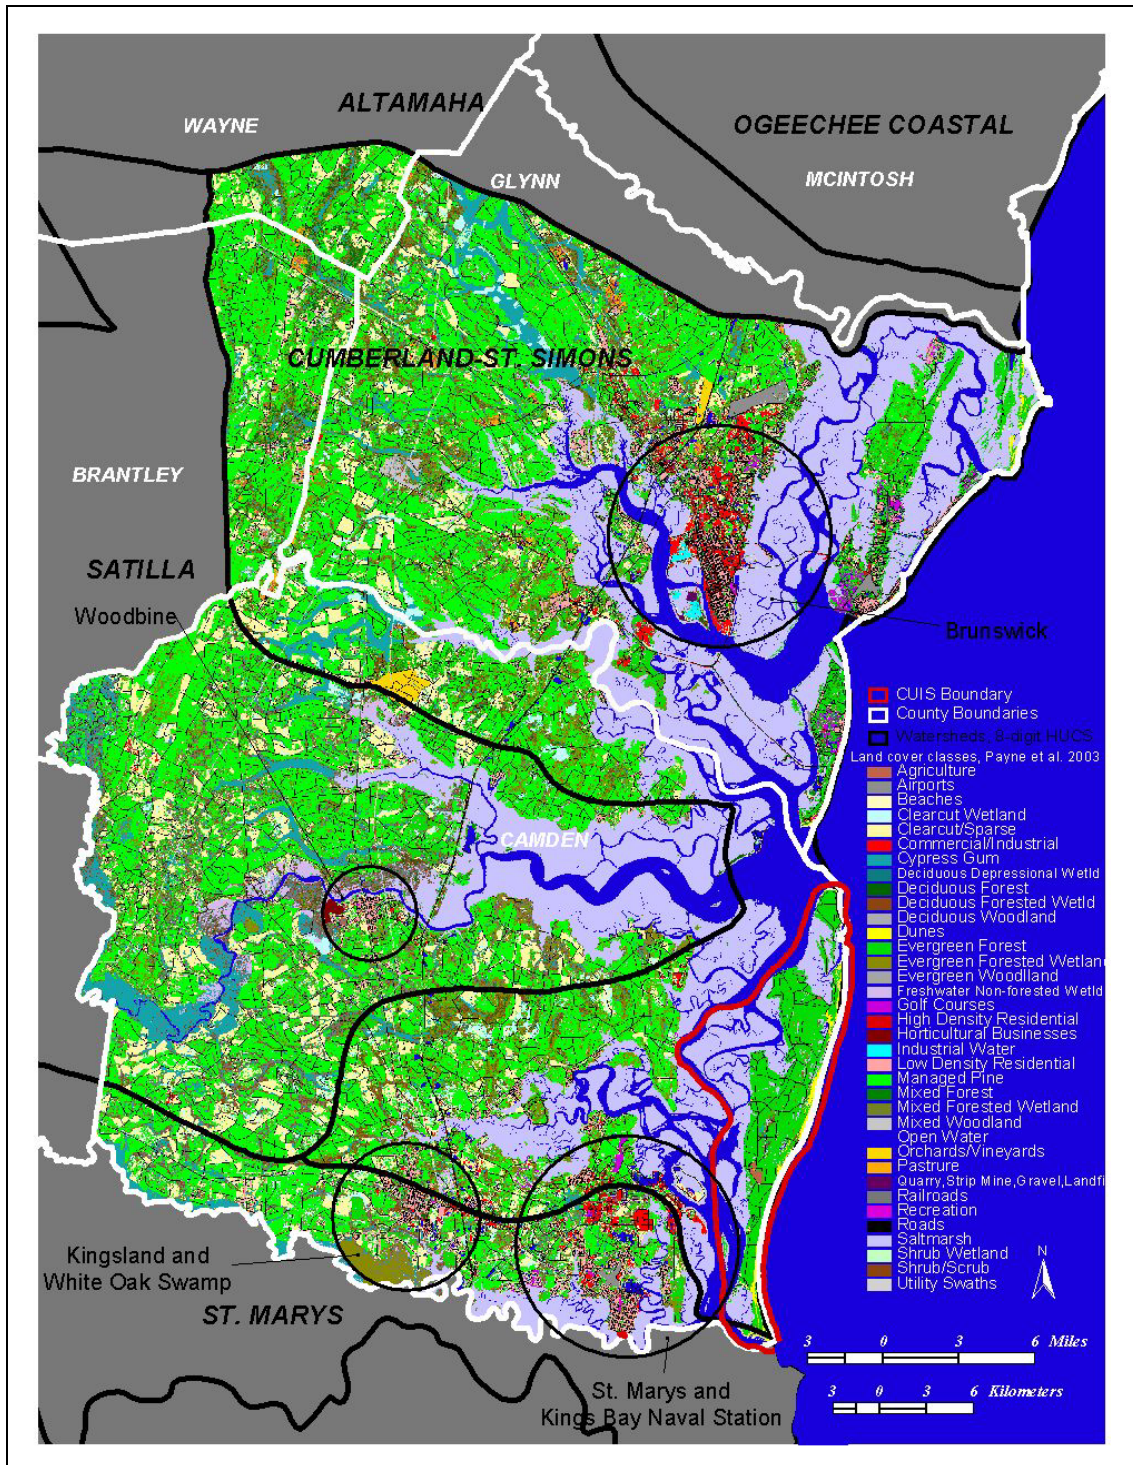 ALTAMAHA
WAYNE
OGEECHEE COASTAL
GLYNN
MCINTOSH
CUMBERLAND-ST. SIMONS
BRANTLEY
SATILLA
Woodbine
Brunswick
CUIS Boundary
County Boundaries
Watersheds, 8-digit HUCS
Land cover classes, Payne et al. 2003
Agriculture
Airports
Beaches
Clearcut Wetland
Clearcut/Sparse
Commercial/Industrial
Cypress Gum
Deciduous Depressional Wetld
Deciduous Forest
Deciduous Forested Wetld
Deciduous Woodland
Dunes
Evergreen Forest
Evergreen Forested Wetland
Evergreen Woodlland
Freshwater Non-forested Wetld
Golf Courses
High Density Residential
Horticultural Businesses
Industrial Water
Low Density Residential
Managed Pine
Mixed Forest
Mixed Forested Wetland
Mixed Woodland
Open Water
Orchards/Vineyards
Pastrure
Quarry,Strip Mine,Gravel,Landfi
Railroads
Recreation
Roads
Saltmarsh
Shrub Wetland
Shrub/Scrub
Utility Swaths
CAMDEN
N
Kingsland and
White Oak Swamp
ST. MARYS
St. Marys and
Kings Bay Naval Station
3 0 3 6 Miles
3 0 3 6 Kilometers